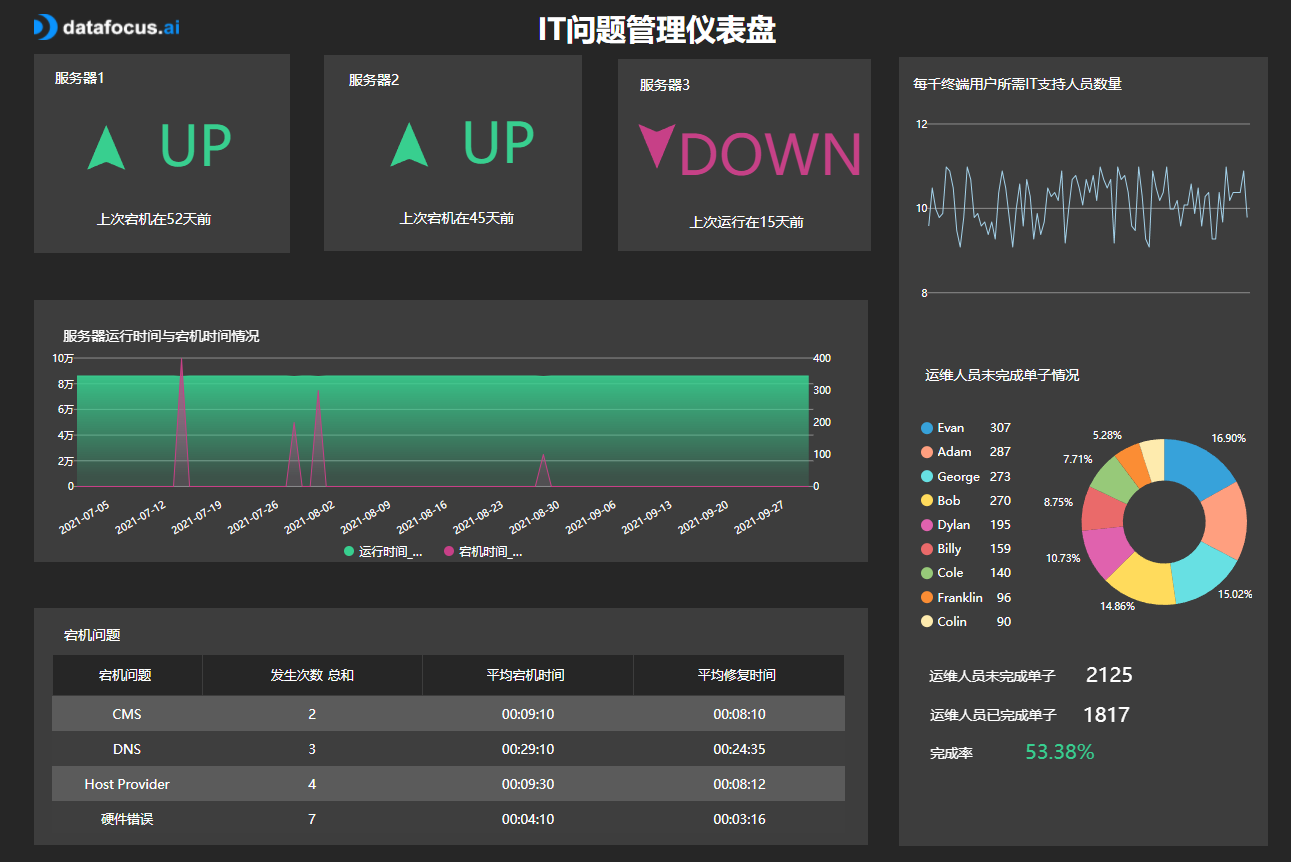 datafocus.ai
IT问题管理仪表盘
服务器1
UP
上次宕机在52天前
服务器2
UP
上次宕机在45天前
服务器3
DOWN
上次运行在15天前
每千终端用户所需IT支持人员数量
12
10
8
服务器运行时间与宕机时间情况
10万
8万
6万
4万
2万
0
400
300
200
100
0
2021-07-05
2021-07-12
2021-07-19
2021-07-26
2021-08-02
2021-08-09
2021-08-16
2021-08-23
2021-08-30
2021-09-06
2021-09-13
2021-09-20
2021-09-27
运行时间_... 宕机时间_...
运维人员未完成单子情况
Evan 307
Adam 287
George 273
Bob 270
Dylan 195
Billy 159
Cole 140
Franklin 96
Colin 90
16.90%
15.02%
14.86%
10.73%
8.75%
7.71%
5.28%
运维人员未完成单子 2125
运维人员已完成单子 1817
完成率 53.38%
宕机问题
宕机问题 发生次数 总和 平均宕机时间 平均修复时间
CMS 2 00:09:10 00:08:10
DNS 3 00:29:10 00:24:35
Host Provider 4 00:09:30 00:08:12
硬件错误 7 00:04:10 00:03:16